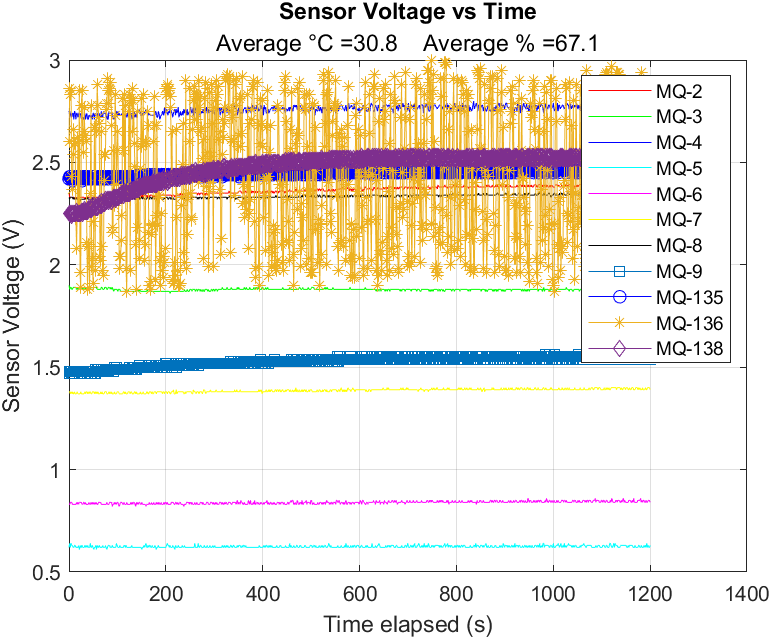 Sensor Voltage vs Time
Average °C =30.8 Average % =67.1
3
2.5
2
1.5
1
0.5
Sensor Voltage (V)
MQ-2
MQ-3
MQ-4
MQ-5
MQ-6
MQ-7
MQ-8
MQ-9
MQ-135
MQ-136
MQ-138
0 200 400 600 800 1000 1200 1400
Time elapsed (s)